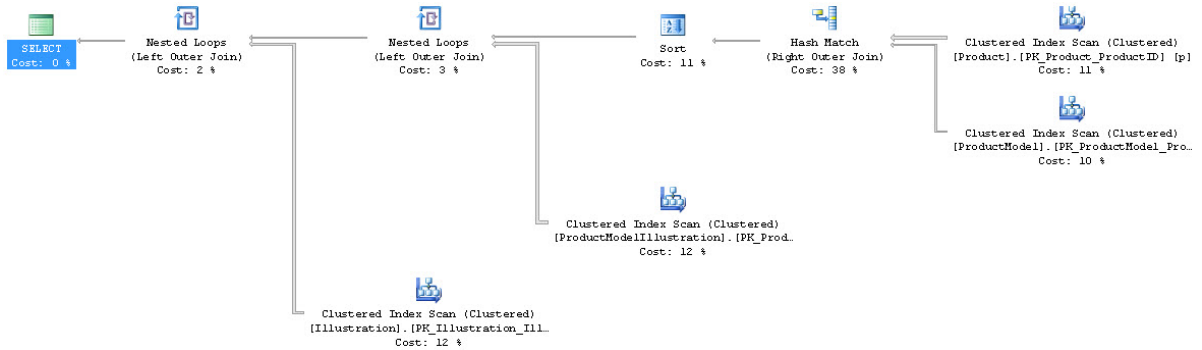 SELECT
Cost: 0 %
Nested Loops
(Left Outer Join)
Cost: 2 %
Nested Loops
(Left Outer Join)
Cost: 3 %
Sort
Cost: 11 %
Hash Match
(Right Outer Join)
Cost: 38 %
Clustered Index Scan (Clustered)
[Product].[PK_Product_ProductID] [p]
Cost: 11 %
Clustered Index Scan (Clustered)
[ProductModel].[PK_ProductModel_Pro…
Cost: 10 %
Clustered Index Scan (Clustered)
[ProductModelIllustration].[PK_Prod…
Cost: 12 %
Clustered Index Scan (Clustered)
[Illustration].[PK_Illustration_Ill…
Cost: 12 %